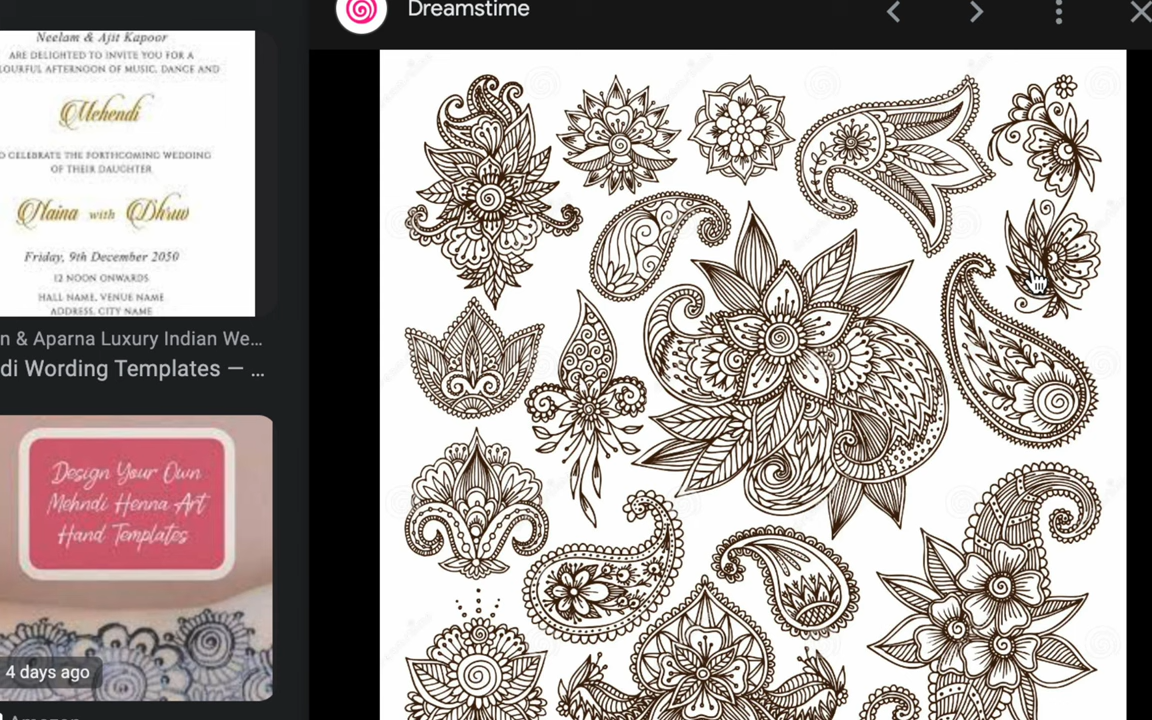 Dreamstime
Neelam & Ajit Kapoor
ARE DELIGHTED TO INVITE YOU FOR A
LOURFUL AFTERNOON OF MUSIC, DANCE AND
Mehendi
O CELEBRATE THE FORTHCOMING WEDDING
OF THEIR DAUGHTER
Naina with Dhruv
Friday, 9th December 2050
12 NOON ONWARDS
HALL NAME, VENUE NAME
ADDRESS, CITY NAME
n & Aparna Luxury Indian We...
di Wording Templates — ...
Design Your Own
Mehndi Henna Art
Hand Templates
4 days ago
Amazon